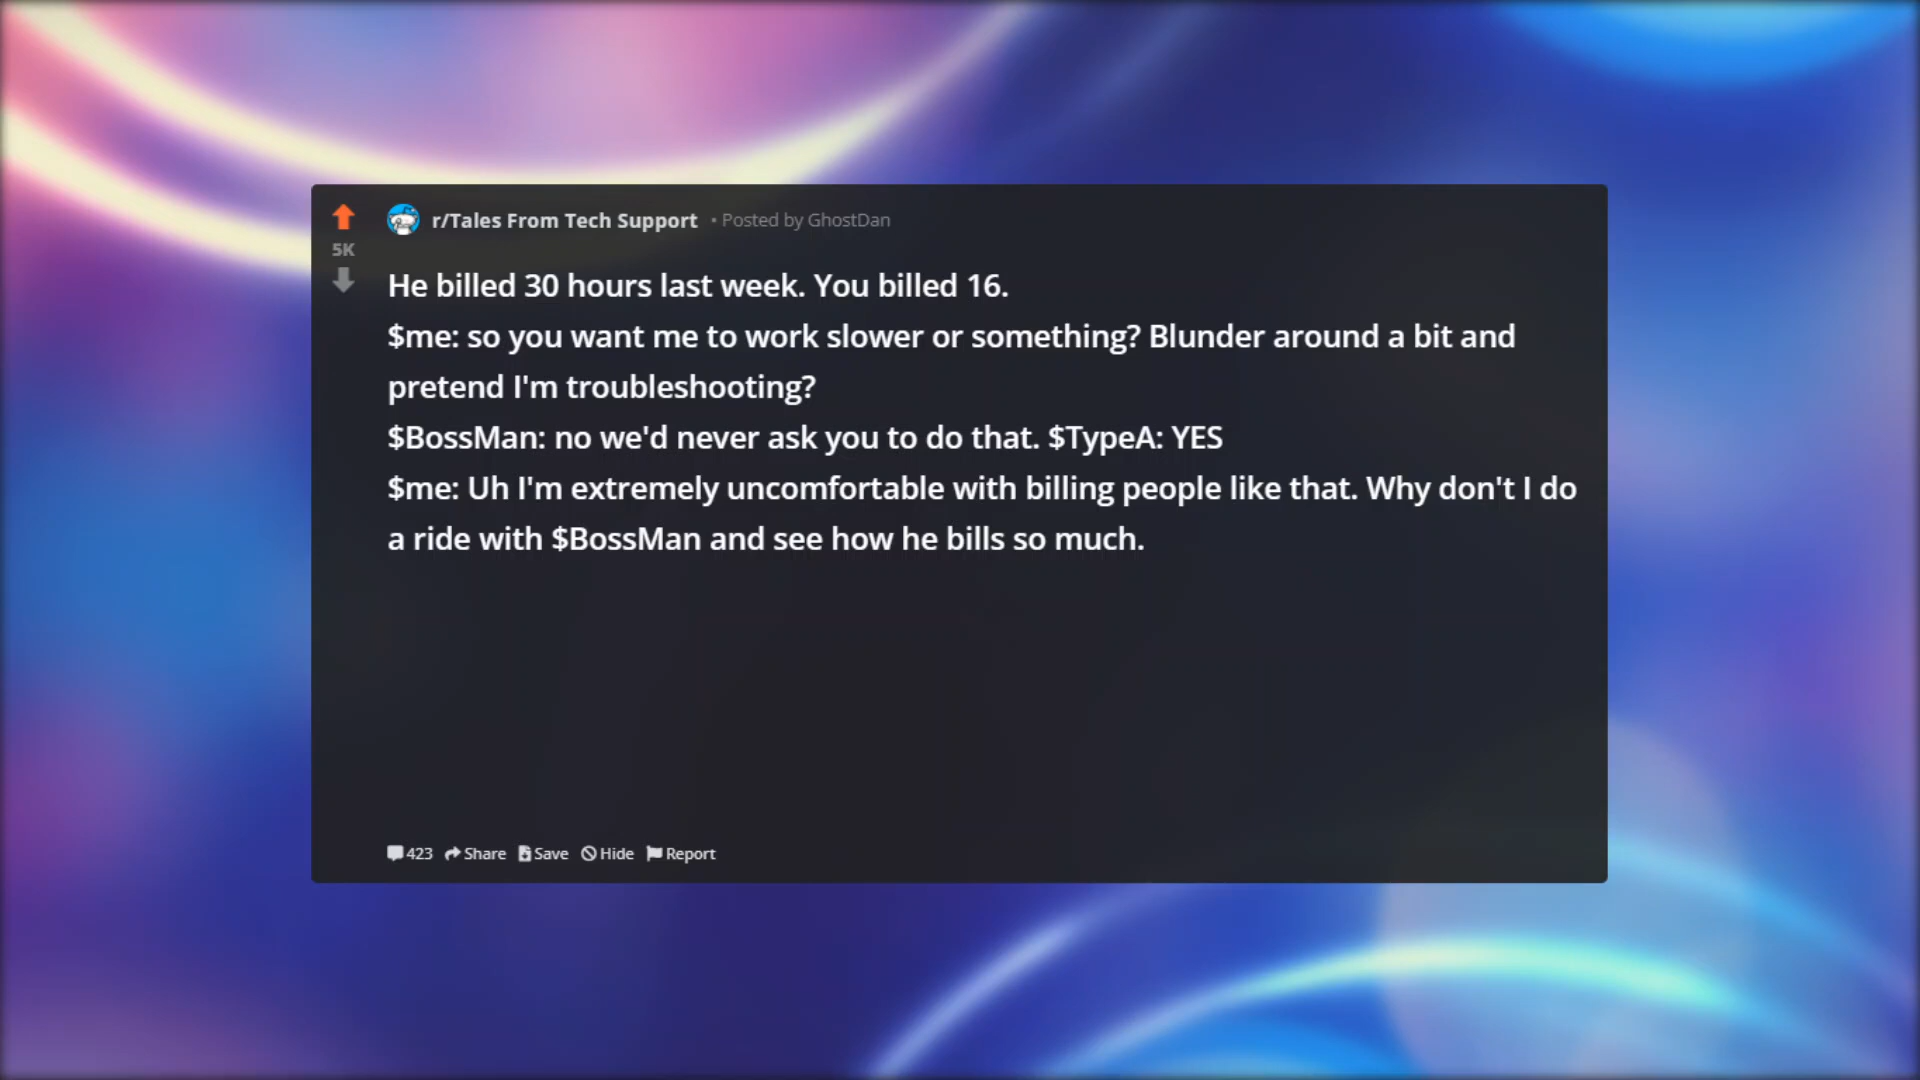 r/Tales From Tech Support • Posted by GhostDan
5K
He billed 30 hours last week. You billed 16.
$me: so you want me to work slower or something? Blunder around a bit and
pretend I'm troubleshooting?
$BossMan: no we'd never ask you to do that. $TypeA: YES
$me: Uh I'm extremely uncomfortable with billing people like that. Why don't I do
a ride with $BossMan and see how he bills so much.
423 Share Save Hide Report